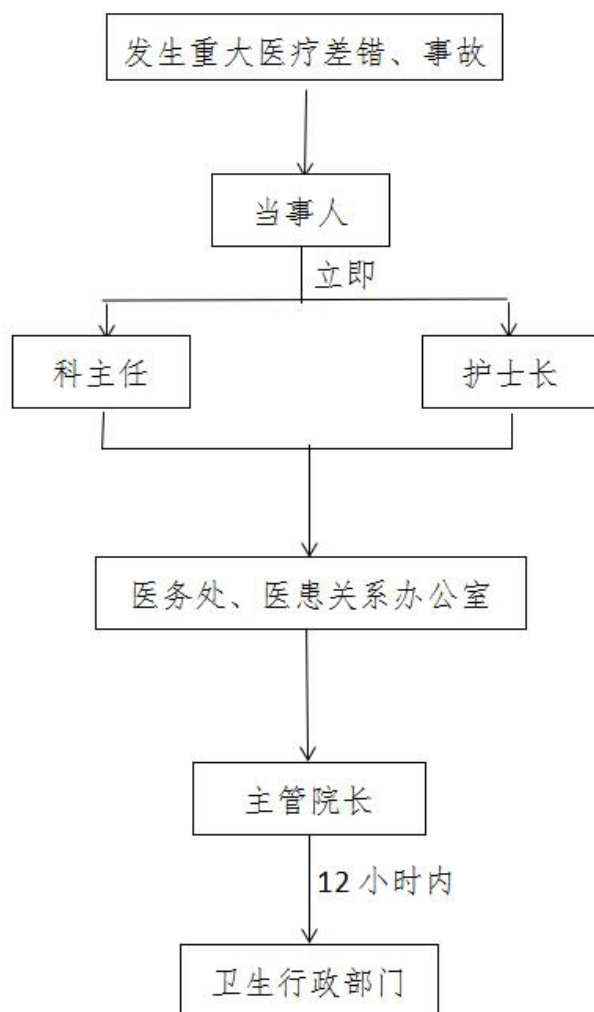 发生重大医疗差错、事故
当事人
立即
科主任
护士长
医务处、医患关系办公室
主管院长
12小时内
卫生行政部门